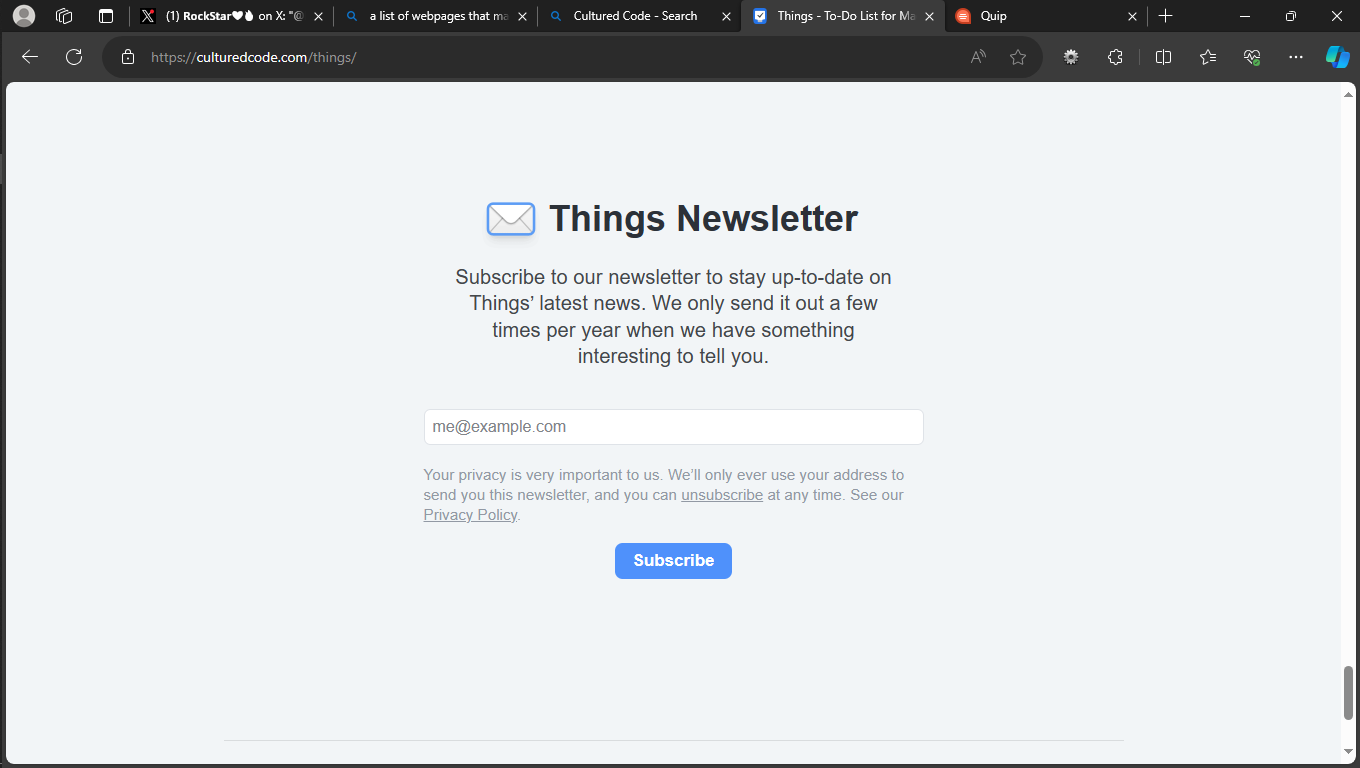 (1) RockStar🖤💧 on X: "@
a list of webpages that ma
Cultured Code - Search
Things - To-Do List for Ma
Quip
https://culturedcode.com/things/
Things Newsletter
Subscribe to our newsletter to stay up-to-date on
Things’ latest news. We only send it out a few
times per year when we have something
interesting to tell you.
me@example.com
Your privacy is very important to us. We’ll only ever use your address to
send you this newsletter, and you can unsubscribe at any time. See our
Privacy Policy.
Subscribe